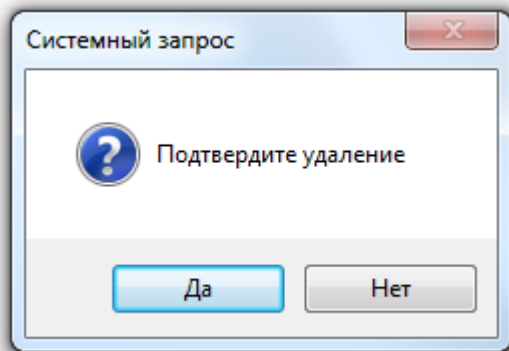 Системный запрос
Подтвердите удаление
Да
Нет